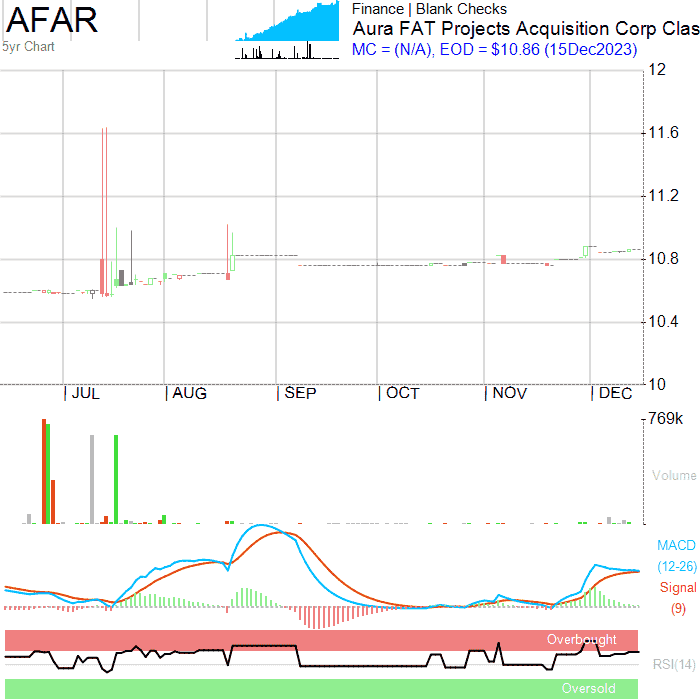 AFAR
Finance | Blank Checks
Aura FAT Projects Acquisition Corp Clas
5yr Chart
MC = (N/A), EOD = $10.86 (15Dec2023)
12
11.6
11.2
10.8
10.4
10
JUL AUG SEP OCT NOV DEC
769k
Volume
MACD
(12-26)
Signal
(9)
Overbought
RSI(14)
Oversold